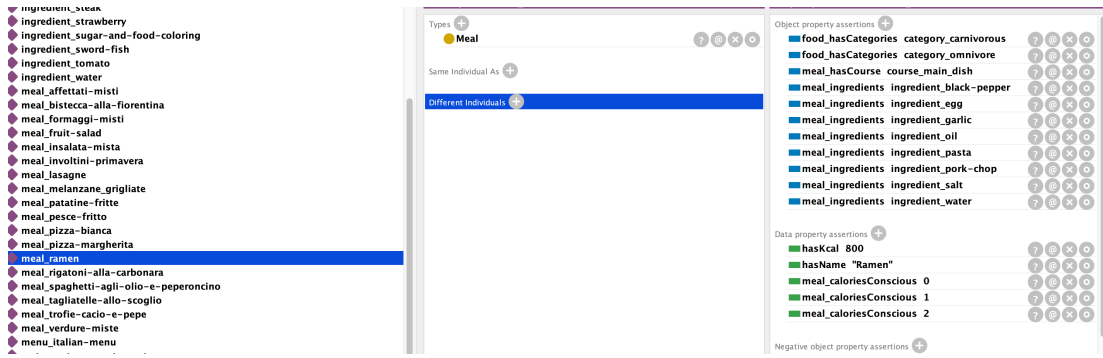 ingredient_steak
ingredient_strawberry
ingredient_sugar-and-food-coloring
ingredient_sword-fish
ingredient_tomato
ingredient_water
meal_affettati-misti
meal_bistecca-alla-fiorentina
meal_formaggi-misti
meal_fruit-salad
meal_insalata-mista
meal_involtini-primavera
meal_lasagne
meal_melanzane_grigliate
meal_patatine-fritte
meal_pesce-fritto
meal_pizza-bianca
meal_pizza-margherita
meal_ramen
meal_rigatoni-alla-carbonara
meal_spaghetti-agli-olio-e-peperoncino
meal_tagliatelle-allo-scoglio
meal_trofie-cacio-e-pepe
meal_verdure-miste
menu_italian-menu
Types
Meal
Same Individual As
Different Individuals
Object property assertions
food_hasCategories category_carnivorous
food_hasCategories category_omnivore
meal_hasCourse course_main_dish
meal_ingredients ingredient_black-pepper
meal_ingredients ingredient_egg
meal_ingredients ingredient_garlic
meal_ingredients ingredient_oil
meal_ingredients ingredient_pasta
meal_ingredients ingredient_pork-chop
meal_ingredients ingredient_salt
meal_ingredients ingredient_water
Data property assertions
hasKcal 800
hasName "Ramen"
meal_caloriesConscious 0
meal_caloriesConscious 1
meal_caloriesConscious 2
Negative object property assertions